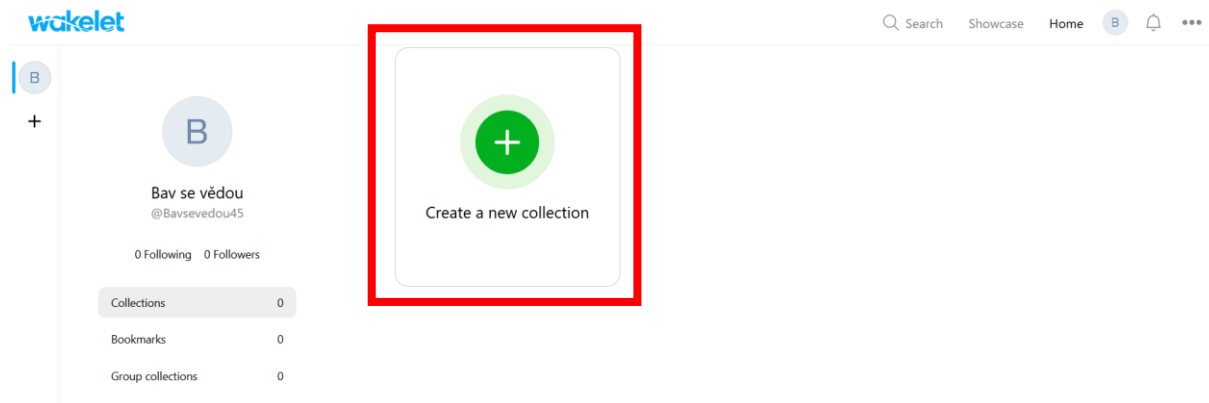 wakelet
Search Showcase Home B
B
B
Bav se vědou
@Bavsevedou45
0 Following 0 Followers
Collections 0
Bookmarks 0
Group collections 0
Create a new collection